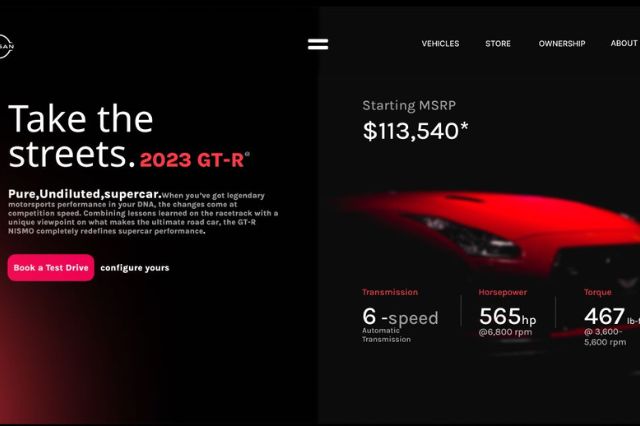 VEHICLES STORE OWNERSHIP ABOUT
Take the
streets. 2023 GT-R
Pure,Undiluted,supercar. When you've got legendary
motorsports performance in your DNA, the changes come at
competition speed. Combining lessons learned on the racetrack with a
unique viewpoint on what makes the ultimate road car, the GT-R
NISMO completely redefines supercar performance.
Book a Test Drive configure yours
Starting MSRP
$113,540*
Transmission
6 -speed
Automatic
Transmission
Horsepower
565hp
@6,800 rpm
Torque
467
@ 3,600-
5,600 rpm